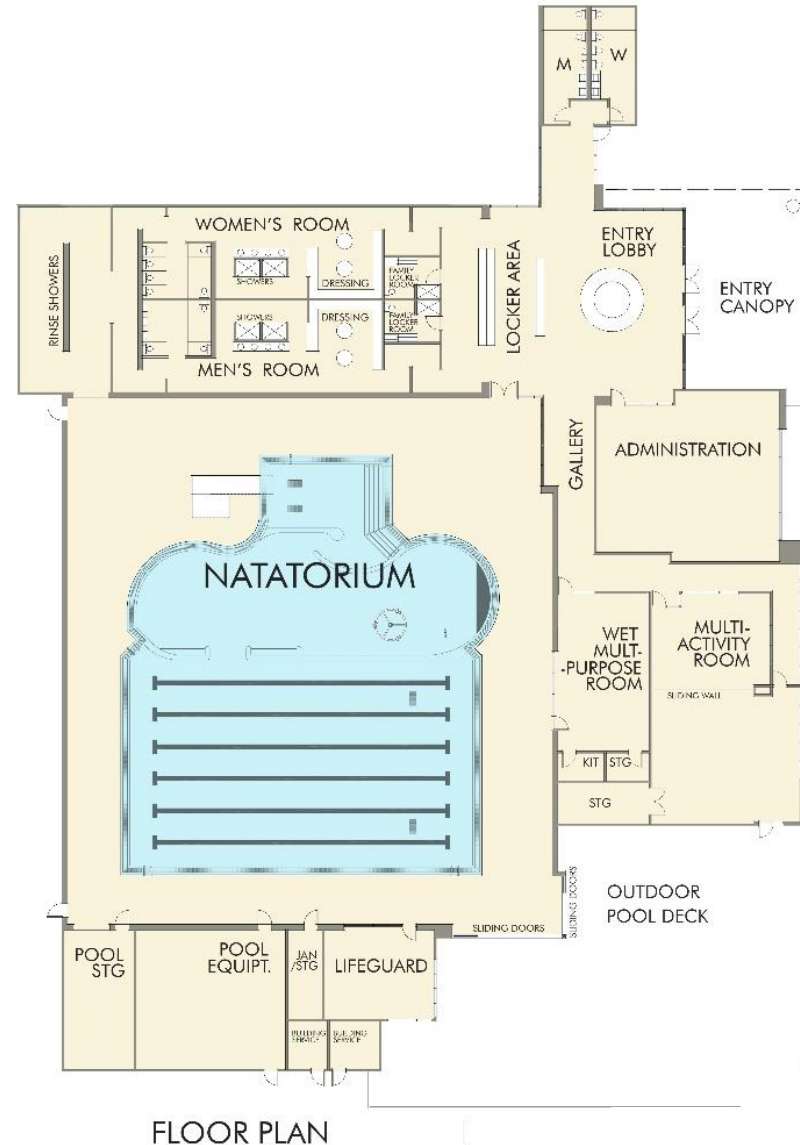 M
W
WOMEN'S ROOM
ENTRY
LOBBY
RINSE SHOWERS
SHOWERS
DRESSING
FAMILY
LOCKER
ROOM
LOCKER AREA
ENTRY
CANOPY
SHOWERS
DRESSING
FAMILY
LOCKER
ROOM
MEN'S ROOM
GALLERY
ADMINISTRATION
NATATORIUM
WET
MULT-
-PURPOSE
ROOM
MULTI-
ACTIVITY
ROOM
SLIDING WALL
KIT
STG
STG
SLIDING DOORS
OUTDOOR
POOL DECK
SLIDING DOORS
POOL
STG
POOL
EQUIPT.
JAN
/STG
LIFEGUARD
BUILDING
SERVICE
BUILDING
SERVICE
FLOOR PLAN